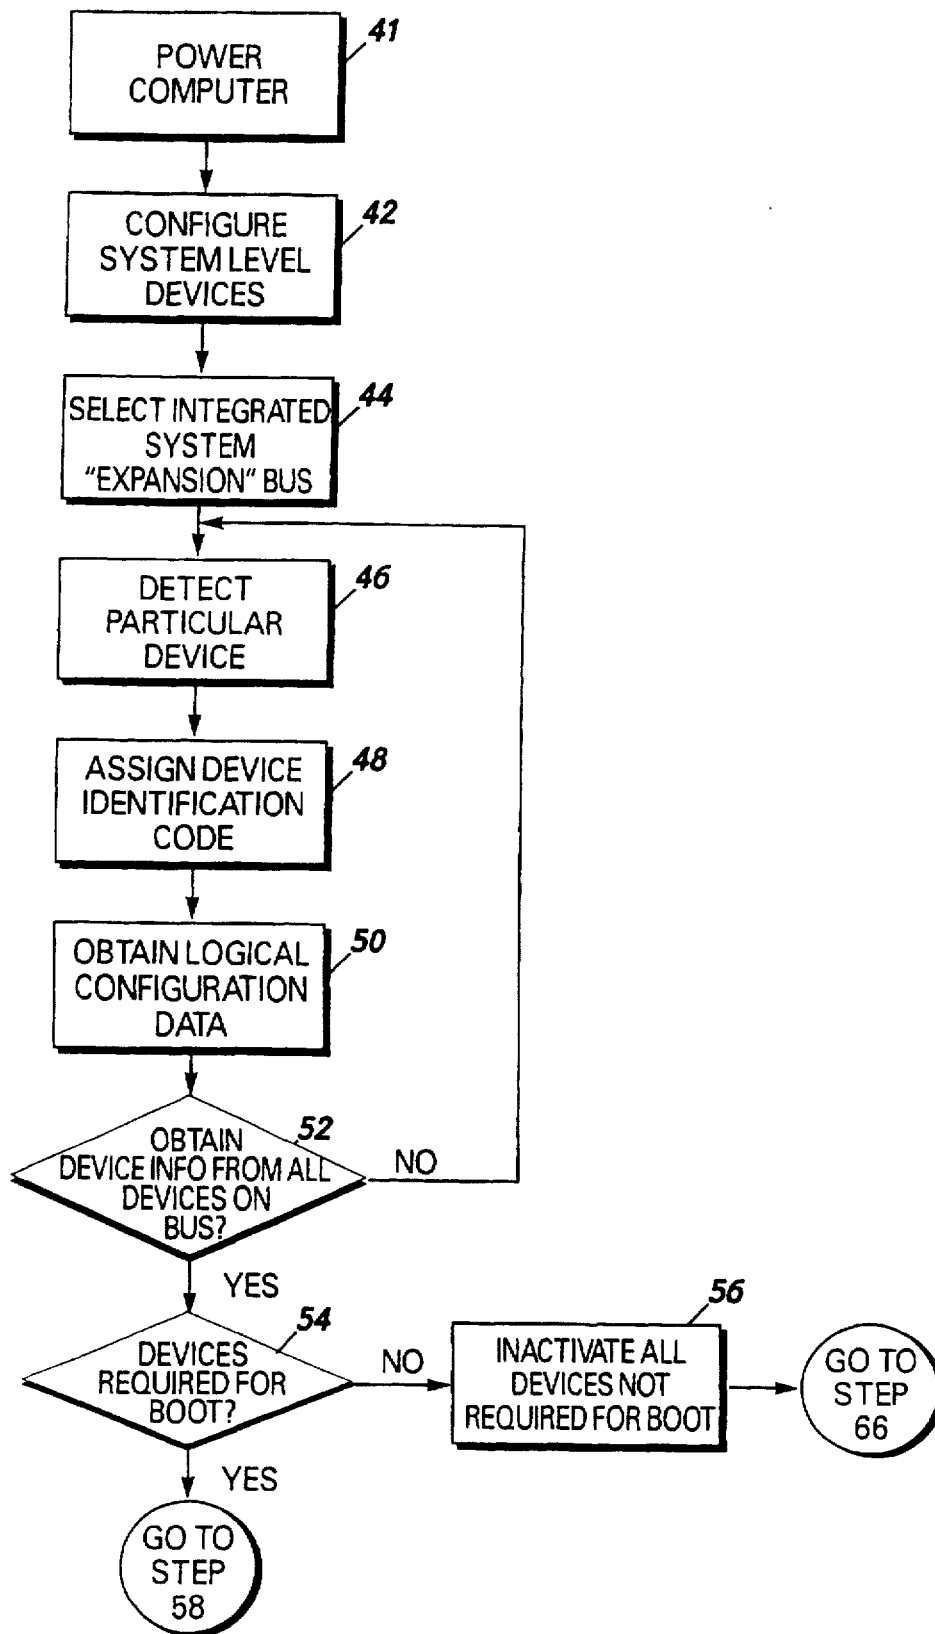 POWER
COMPUTER
41
CONFIGURE
SYSTEM LEVEL
DEVICES
42
SELECT INTEGRATED
SYSTEM
"EXPANSION" BUS
44
DETECT
PARTICULAR
DEVICE
46
ASSIGN DEVICE
IDENTIFICATION
CODE
48
OBTAIN LOGICAL
CONFIGURATION
DATA
50
OBTAIN
DEVICE INFO FROM ALL
DEVICES ON
BUS?
52
NO
YES
DEVICES
REQUIRED FOR
BOOT?
54
NO
INACTIVATE ALL
DEVICES NOT
REQUIRED FOR BOOT
56
GO TO
STEP
66
YES
GO TO
STEP
58